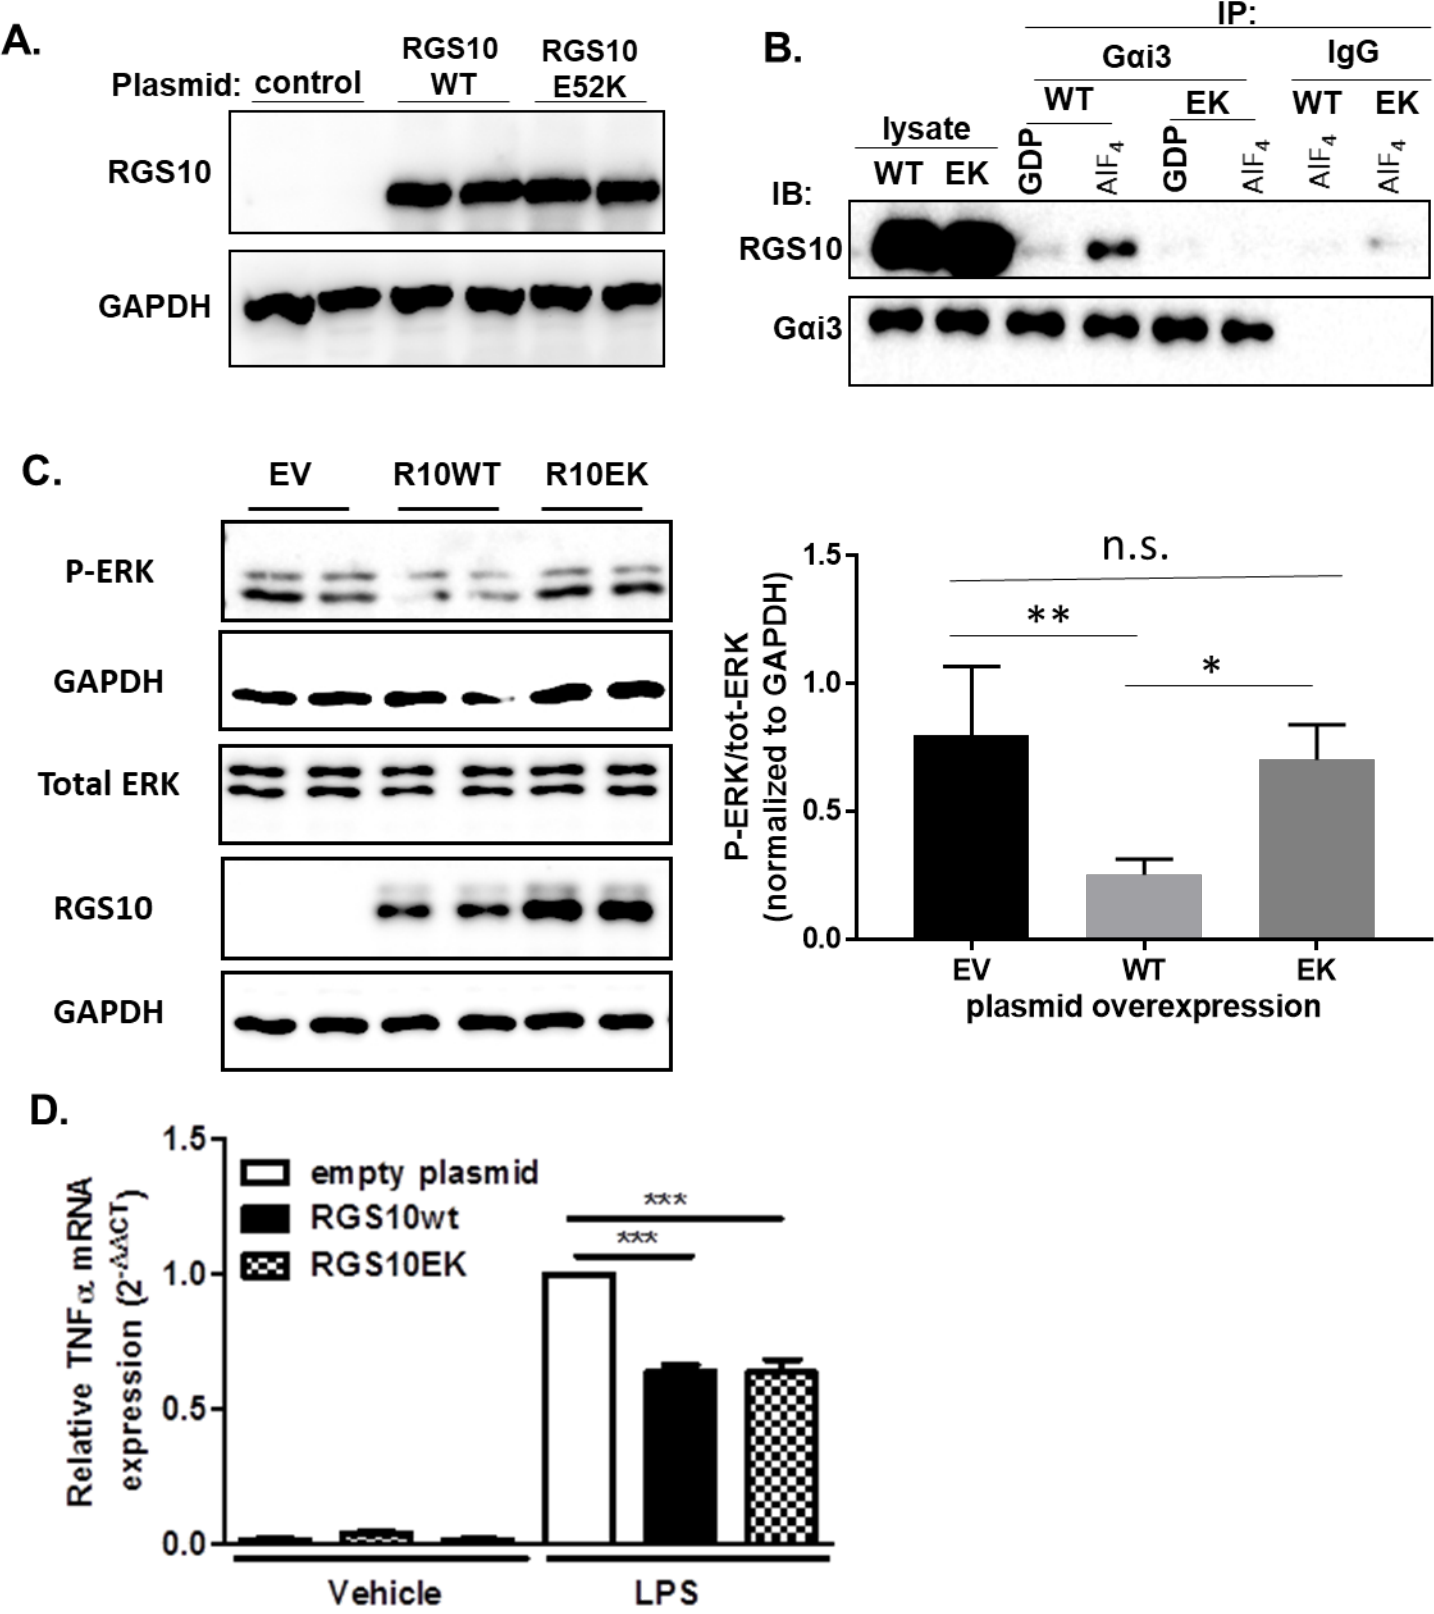 A.
Plasmid: control
RGS10
WT
RGS10
E52K
RGS10
GAPDH
B.
IP:
Gαi3
IgG
WT
EK
WT
EK
lysate
WT
EK
GDP
AlF4
GDP
AlF4
AlF4
AlF4
IB:
RGS10
Gαi3
C.
EV
R10WT
R10EK
P-ERK
GAPDH
Total ERK
RGS10
GAPDH
P-ERK/tot-ERK
(normalized to GAPDH)
1.5
1.0
0.5
0.0
n.s.
**
*
EV
WT
EK
plasmid overexpression
D.
Relative TNFα mRNA
expression (2-ΔΔCT)
1.5
1.0
0.5
0.0
empty plasmid
RGS10wt
RGS10EK
***
***
Vehicle
LPS